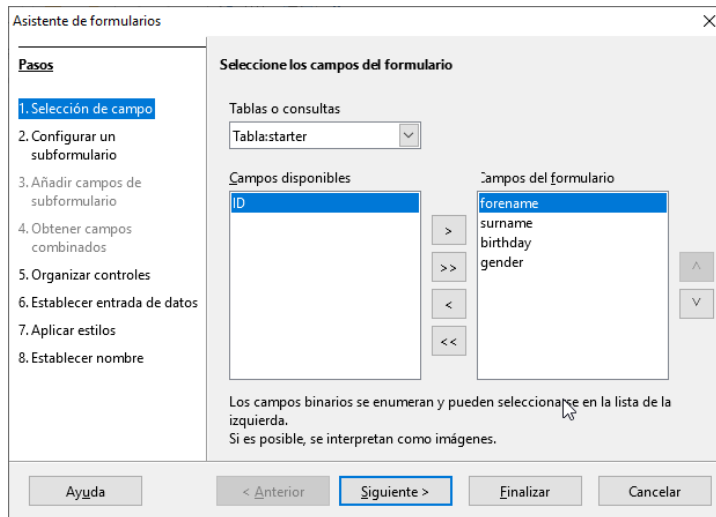 Asistente de formularios
Pasos
1. Selección de campo
2. Configurar un
subformulario
3. Añadir campos de
subformulario
4. Obtener campos
combinados
5. Organizar controles
6. Establecer entrada de datos
7. Aplicar estilos
8. Establecer nombre
Seleccione los campos del formulario
Tablas o consultas
Tabla:starter
Campos disponibles
ID
>
>>
<
<<
Campos del formulario
forename
surname
birthday
gender
Los campos binarios se enumeran y pueden seleccionarse en la lista de la
izquierda.
Si es posible, se interpretan como imágenes.
Ayuda
< Anterior
Siguiente >
Finalizar
Cancelar